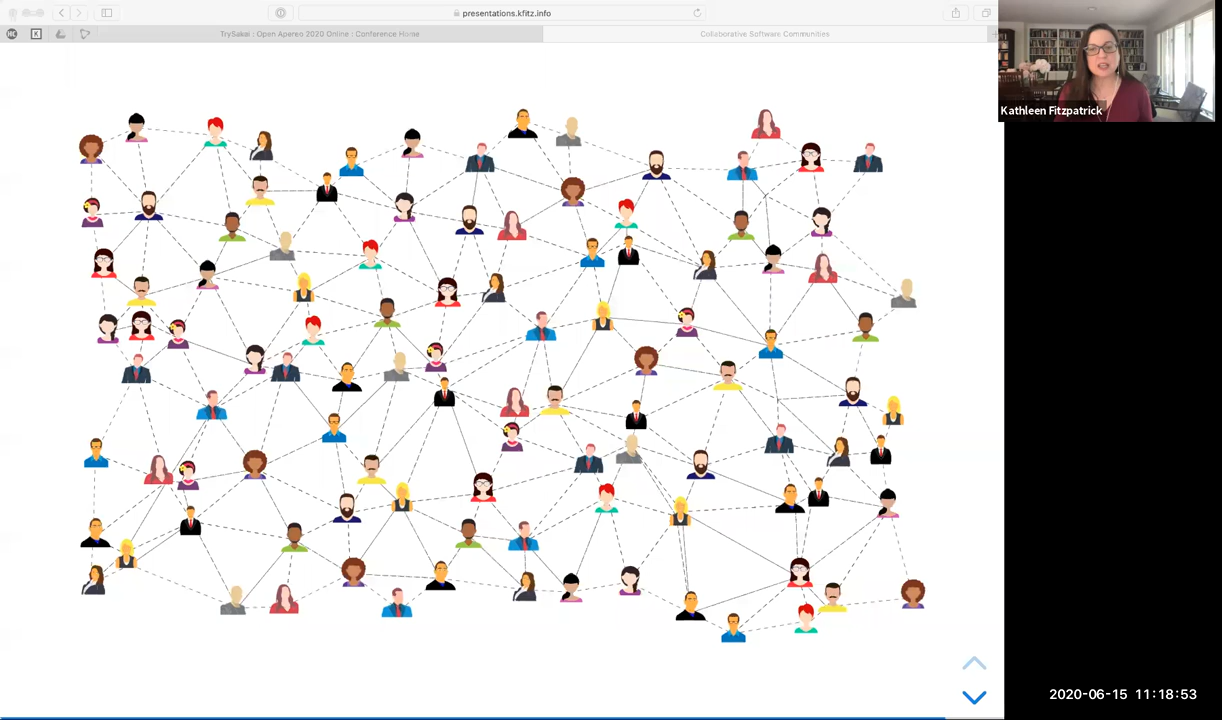 presentations.kfitz.info
TrySakai : Open Apereo 2020 Online : Conference Home
Collaborative Software Communities
Kathleen Fitzpatrick
2020-06-15 11:18:53